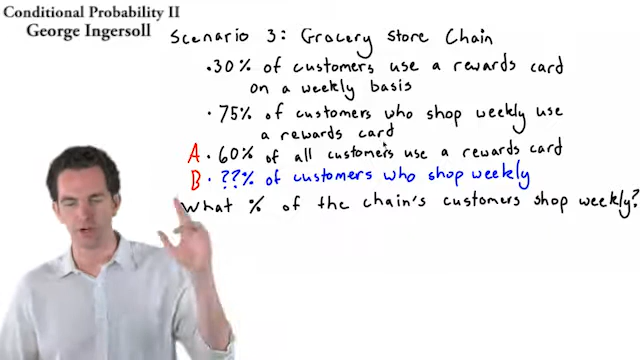 Conditional Probability II
George Ingersoll
Scenario 3: Grocery Store Chain
• 30% of customers use a rewards card
on a weekly basis
• 75% of customers who shop weekly use
a rewards card
A • 60% of all customers use a rewards card
B • ??% of customers who shop weekly
What % of the chain's customers shop weekly?